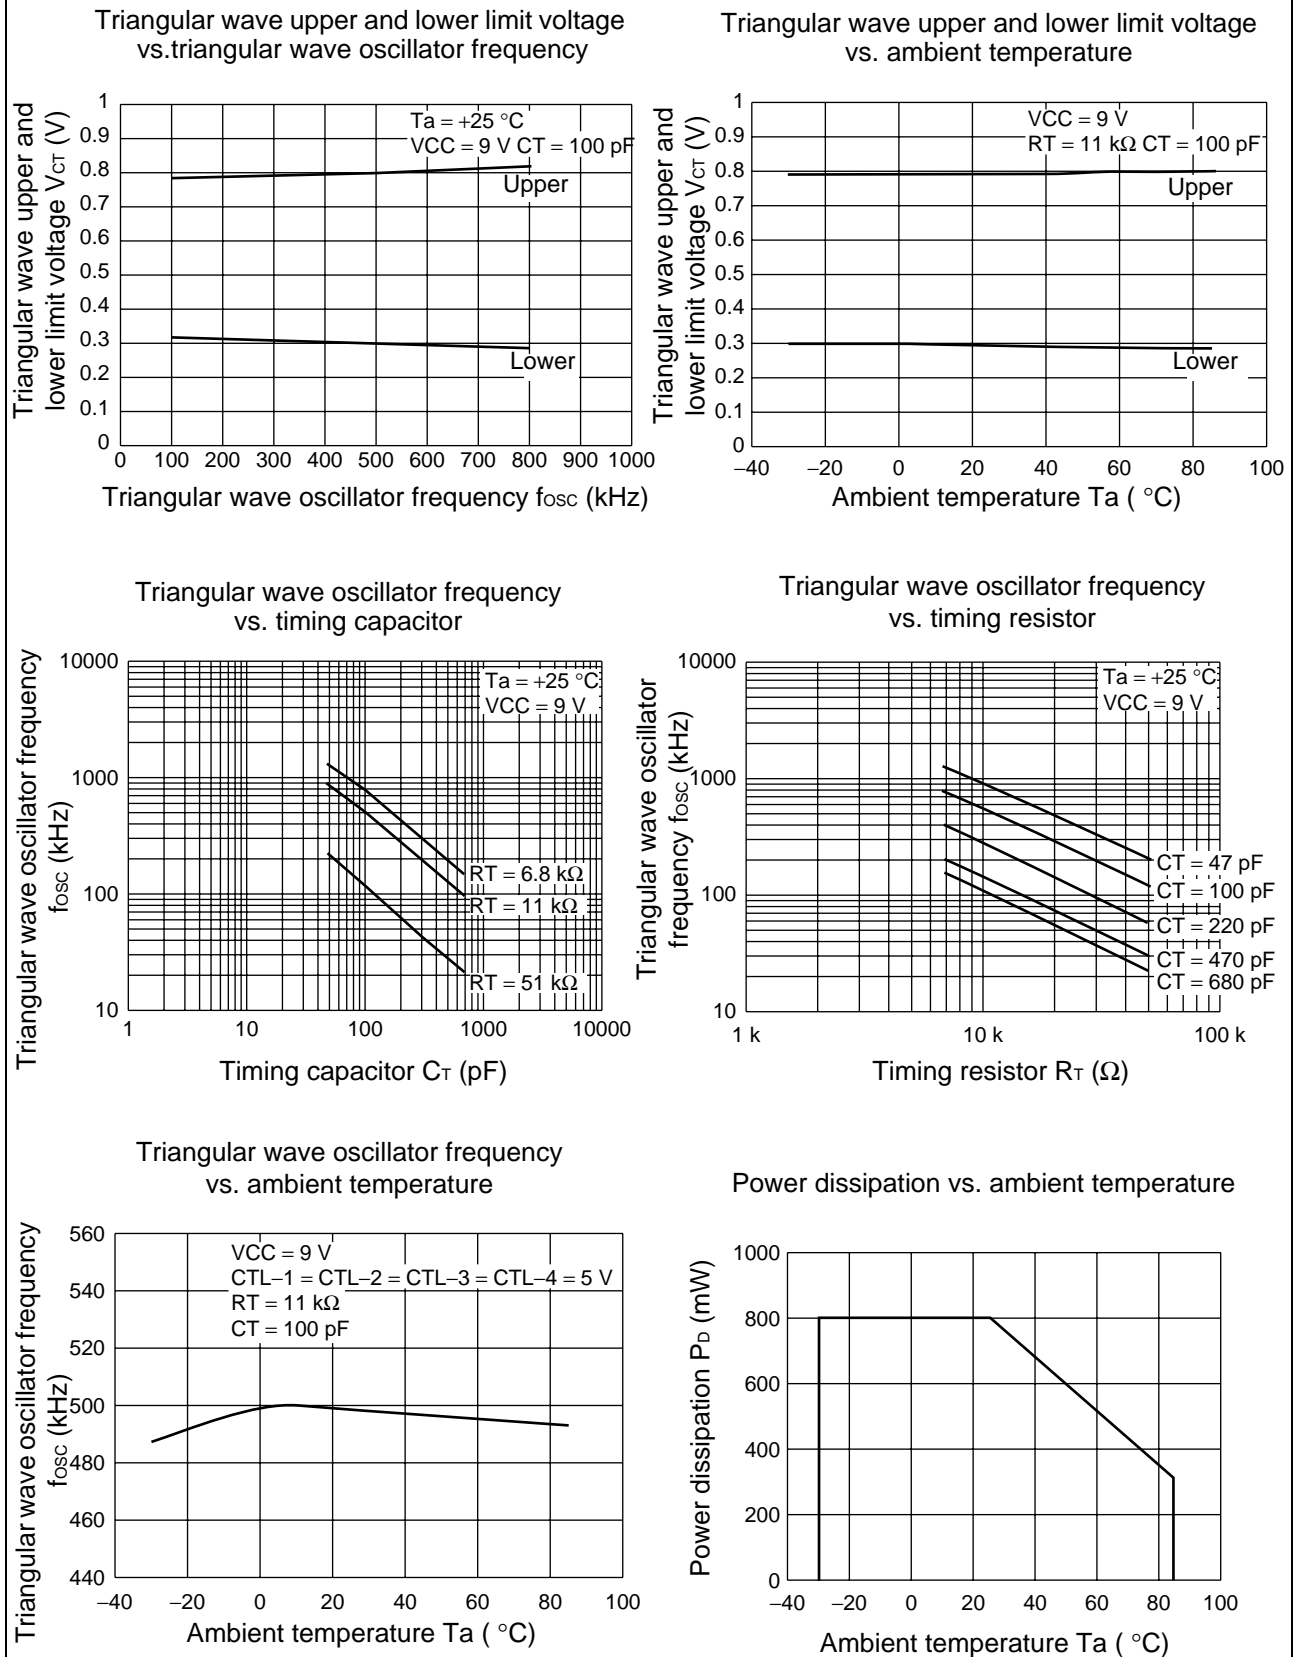 Triangular wave upper and lower limit voltage
vs.triangular wave oscillator frequency
Triangular wave upper and
lower limit voltage VCT (V)
1
0.9
0.8
0.7
0.6
0.5
0.4
0.3
0.2
0.1
0
Ta = +25 °C
VCC = 9 V CT = 100 pF
Upper
Lower
0 100 200 300 400 500 600 700 800 900 1000
Triangular wave oscillator frequency fOSC (kHz)
Triangular wave upper and lower limit voltage
vs. ambient temperature
Triangular wave upper and
lower limit voltage VCT (V)
1
0.9
0.8
0.7
0.6
0.5
0.4
0.3
0.2
0.1
0
VCC = 9 V
RT = 11 kΩ CT = 100 pF
Upper
Lower
−40 −20 0 20 40 60 80 100
Ambient temperature Ta ( °C)
Triangular wave oscillator frequency
vs. timing capacitor
Triangular wave oscillator frequency
fOSC (kHz)
10000
1000
100
10
Ta = +25 °C
VCC = 9 V
RT = 6.8 kΩ
RT = 11 kΩ
RT = 51 kΩ
1 10 100 1000 10000
Timing capacitor CT (pF)
Triangular wave oscillator frequency
vs. timing resistor
Triangular wave oscillator
frequency fOSC (kHz)
10000
1000
100
10
Ta = +25 °C
VCC = 9 V
CT = 47 pF
CT = 100 pF
CT = 220 pF
CT = 470 pF
CT = 680 pF
1 k 10 k 100 k
Timing resistor RT (Ω)
Triangular wave oscillator frequency
vs. ambient temperature
Triangular wave oscillator frequency
fOSC (kHz)
560
540
520
500
480
460
440
VCC = 9 V
CTL−1 = CTL−2 = CTL−3 = CTL−4 = 5 V
RT = 11 kΩ
CT = 100 pF
−40 −20 0 20 40 60 80 100
Ambient temperature Ta ( °C)
Power dissipation vs. ambient temperature
Power dissipation PD (mW)
1000
800
600
400
200
0
−40 −20 0 20 40 60 80 100
Ambient temperature Ta ( °C)